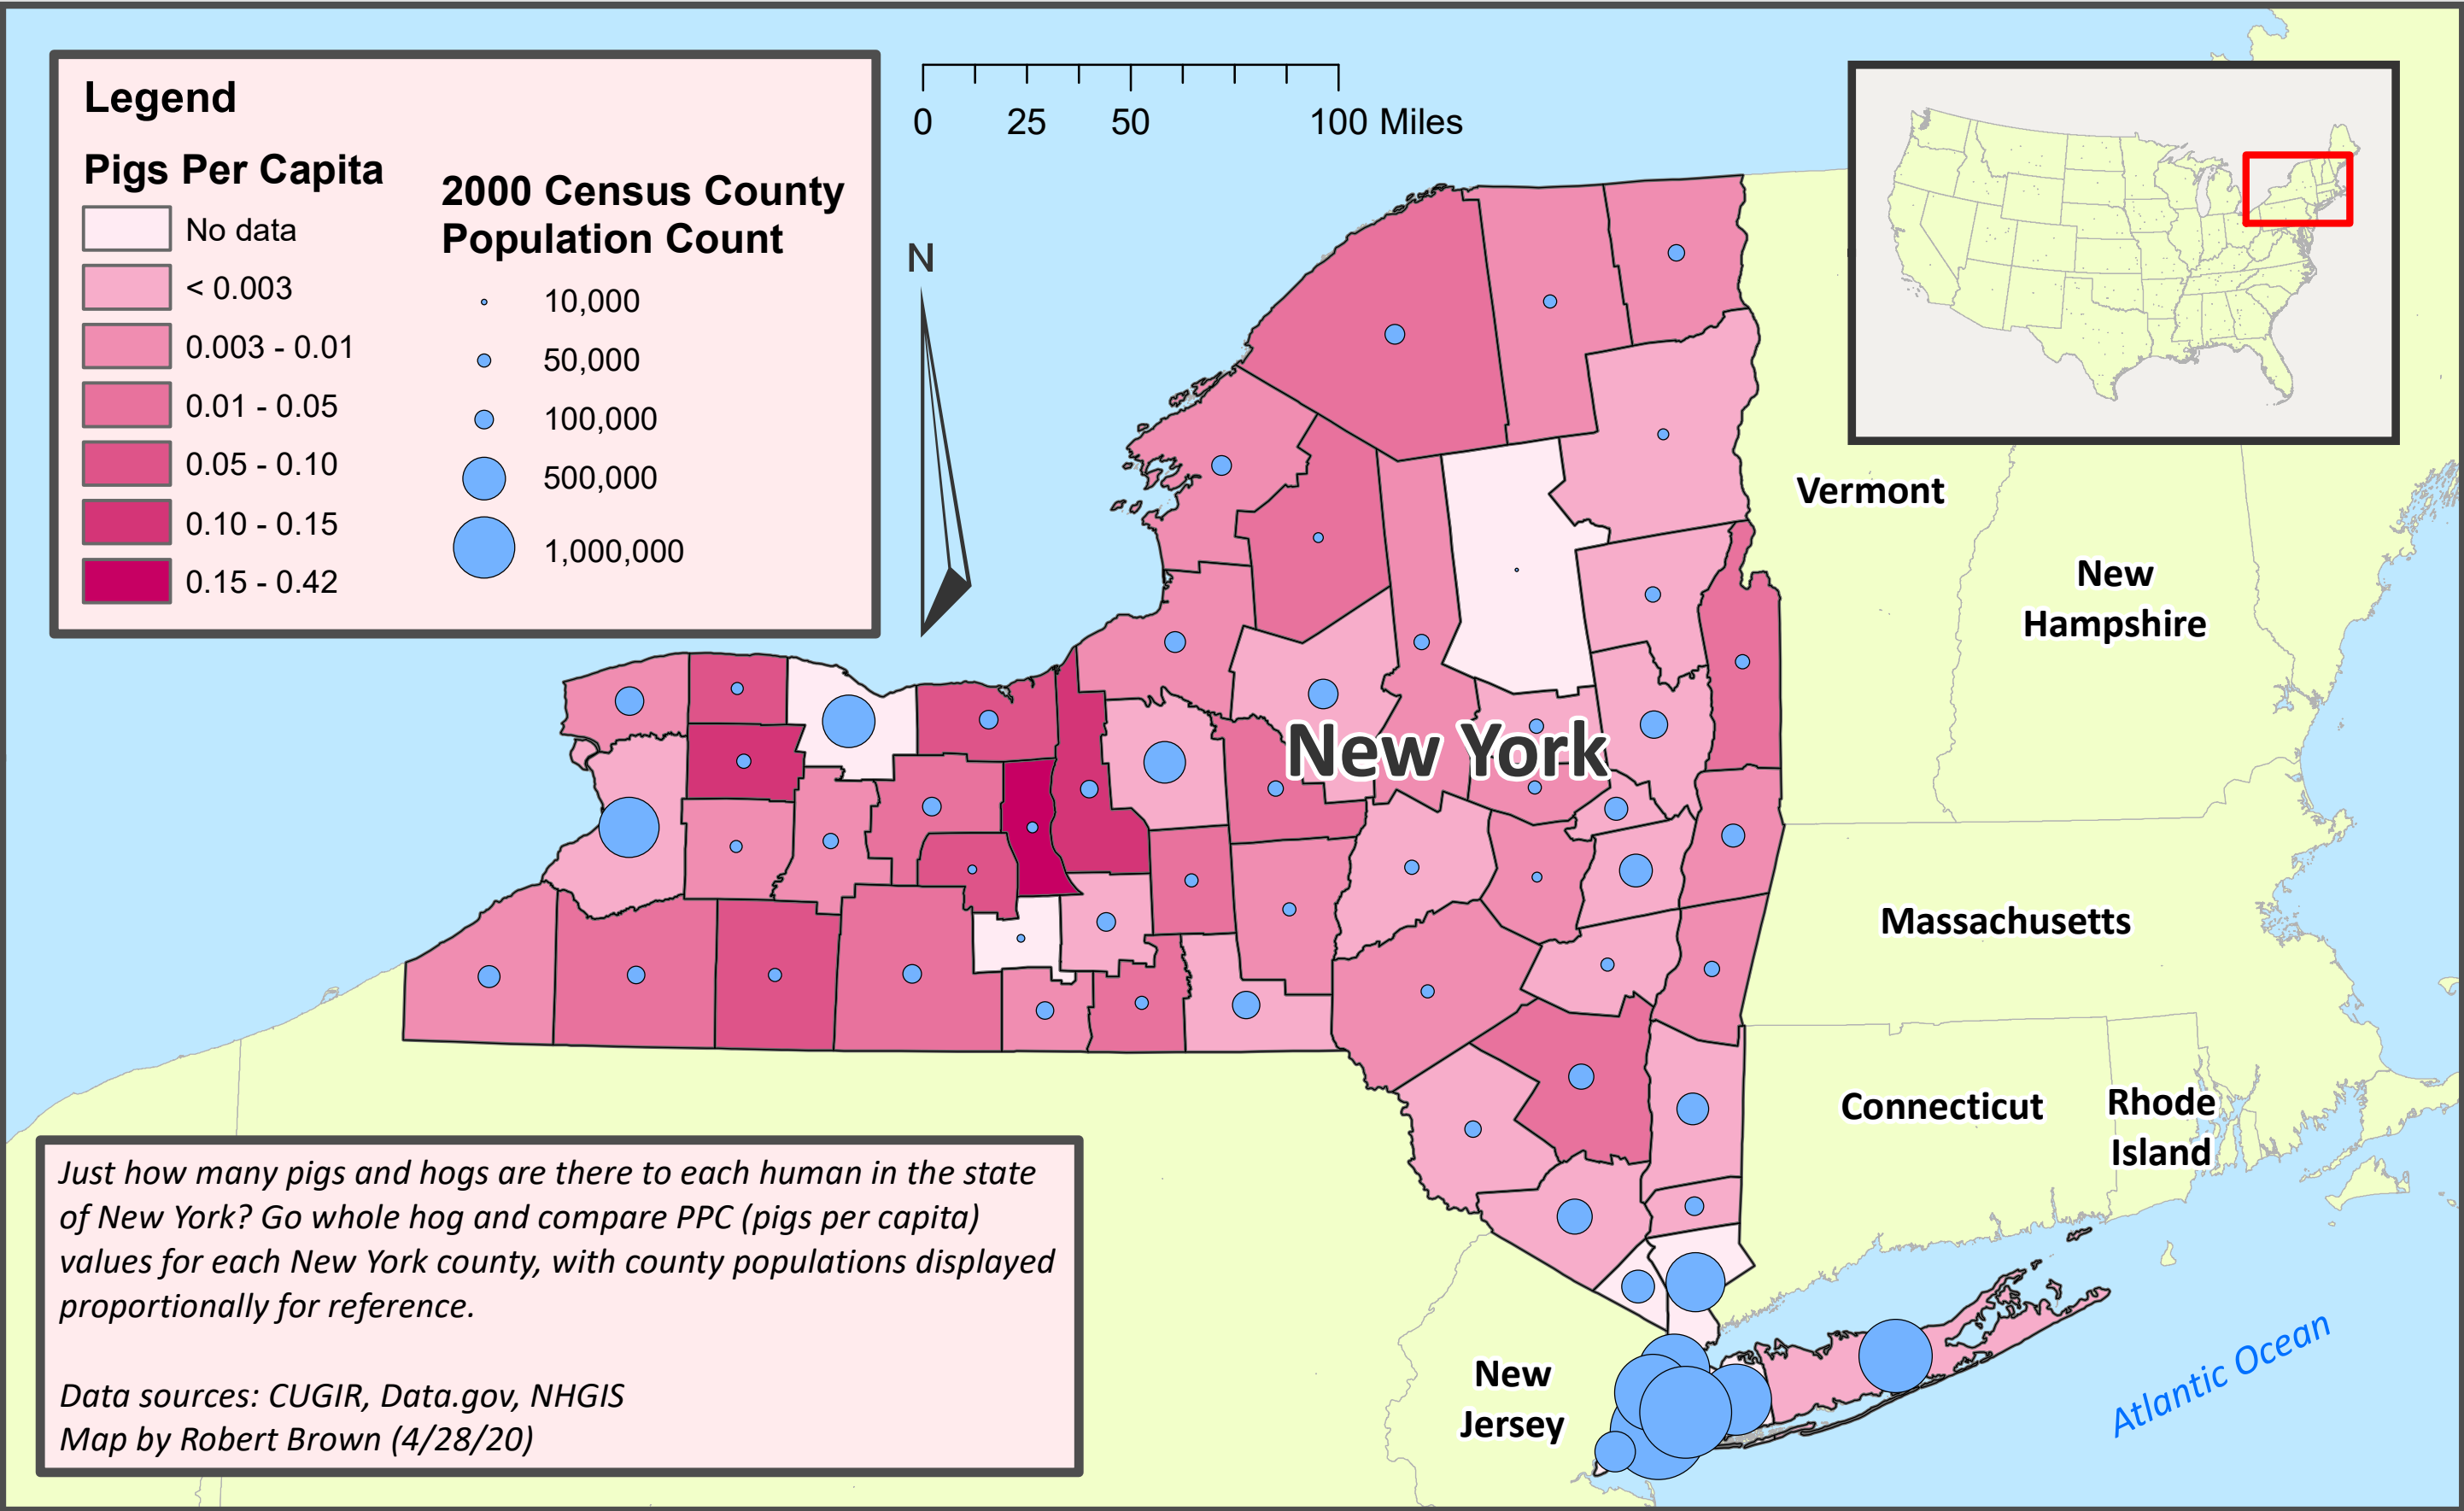 Legend
Pigs Per Capita
No data
< 0.003
0.003 - 0.01
0.01 - 0.05
0.05 - 0.10
0.10 - 0.15
0.15 - 0.42
2000 Census County
Population Count
10,000
50,000
100,000
500,000
1,000,000
0 25 50 100 Miles
N
Vermont
New
Hampshire
New York
Massachusetts
Connecticut
Rhode
Island
New
Jersey
Atlantic Ocean
Just how many pigs and hogs are there to each human in the state
of New York? Go whole hog and compare PPC (pigs per capita)
values for each New York county, with county populations displayed
proportionally for reference.
Data sources: CUGIR, Data.gov, NHGIS
Map by Robert Brown (4/28/20)